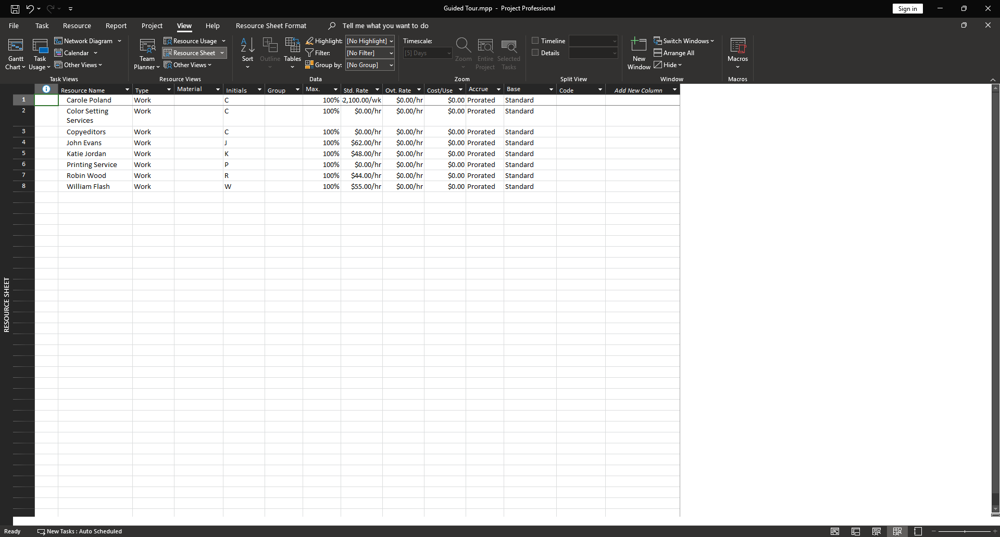 Guided Tour.mpp - Project Professional
Sign in
File Task Resource Report Project View Help Resource Sheet Format Tell me what you want to do
Gantt Chart
Task Usage
Network Diagram
Calendar
Other Views
Task Views
Team Planner
Resource Usage
Resource Sheet
Other Views
Resource Views
Sort
Outline
Tables
Highlight: [No Highlight]
Filter: [No Filter]
Group by: [No Group]
Data
Timescale:
[5] Days
Zoom
Entire Project
Selected Tasks
Zoom
Timeline
Details
Split View
New Window
Switch Windows
Arrange All
Hide
Window
Macros
Macros
Resource Name Type Material Initials Group Max. Std. Rate Ovt. Rate Cost/Use Accrue Base Code Add New Column
1 Carole Poland Work C 100% 2,100.00/wk $0.00/hr $0.00 Prorated Standard
2 Color Setting Services Work C 100% $0.00/hr $0.00/hr $0.00 Prorated Standard
3 Copyeditors Work C 100% $0.00/hr $0.00/hr $0.00 Prorated Standard
4 John Evans Work J 100% $62.00/hr $0.00/hr $0.00 Prorated Standard
5 Katie Jordan Work K 100% $48.00/hr $0.00/hr $0.00 Prorated Standard
6 Printing Service Work P 100% $0.00/hr $0.00/hr $0.00 Prorated Standard
7 Robin Wood Work R 100% $44.00/hr $0.00/hr $0.00 Prorated Standard
8 William Flash Work W 100% $55.00/hr $0.00/hr $0.00 Prorated Standard
RESOURCE SHEET
Ready New Tasks : Auto Scheduled